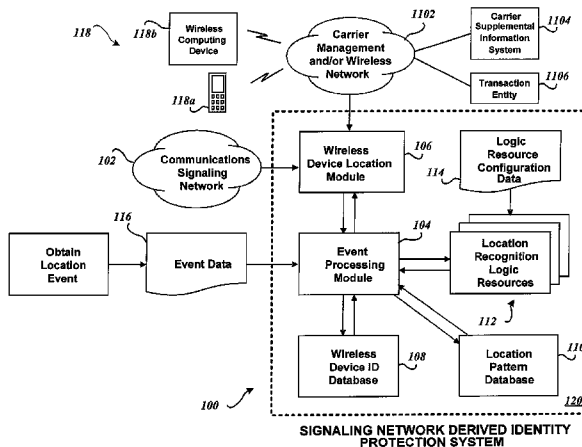 118
118b
Wireless
Computing
Device
118a
1102
Carrier
Management
and/or Wireless
Network
1104
Carrier
Supplemental
Information
System
1106
Transaction
Entity
102
Communications
Signaling
Network
106
Wireless
Device Location
Module
114
Logic
Resource
Configuration
Data
Obtain
Location
Event
116
Event Data
104
Event
Processing
Module
Location
Recognition
Logic
Resources
112
108
Wireless
Device ID
Database
110
Location
Pattern
Database
100
120
SIGNALING NETWORK DERIVED IDENTITY
PROTECTION SYSTEM